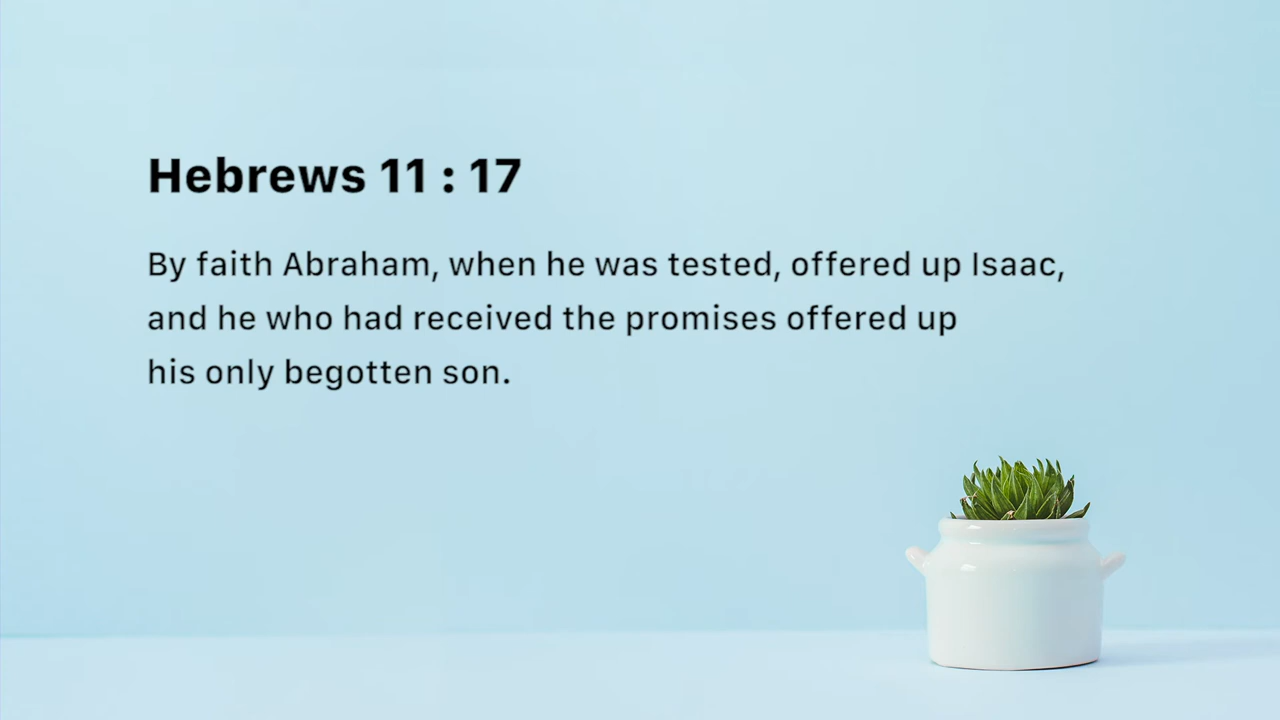 Hebrews 11 : 17
By faith Abraham, when he was tested, offered up Isaac,
and he who had received the promises offered up
his only begotten son.